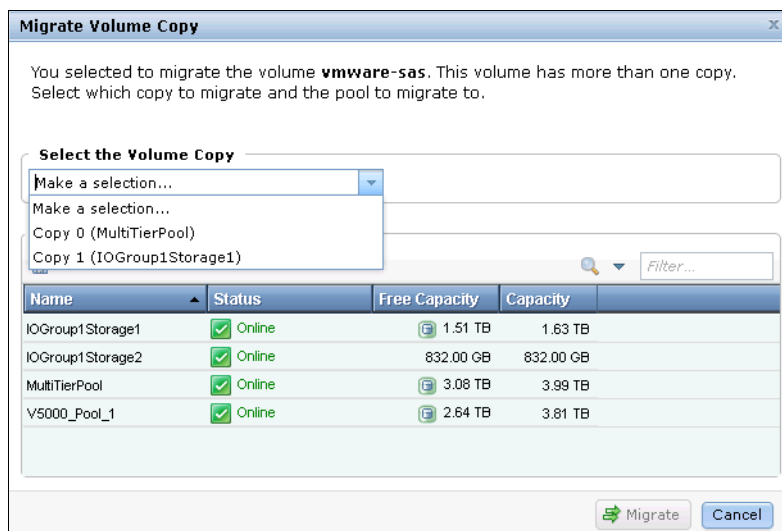 Migrate Volume Copy x
You selected to migrate the volume vmware-sas. This volume has more than one copy.
Select which copy to migrate and the pool to migrate to.
Select the Volume Copy
Make a selection...
Make a selection...
Copy 0 (MultiTierPool)
Copy 1 (IOGroup1Storage1)
Filter...
Name Status Free Capacity Capacity
IOGroup1Storage1 Online 1.51 TB 1.63 TB
IOGroup1Storage2 Online 832.00 GB 832.00 GB
MultiTierPool Online 3.08 TB 3.99 TB
V5000_Pool_1 Online 2.64 TB 3.81 TB
Migrate Cancel